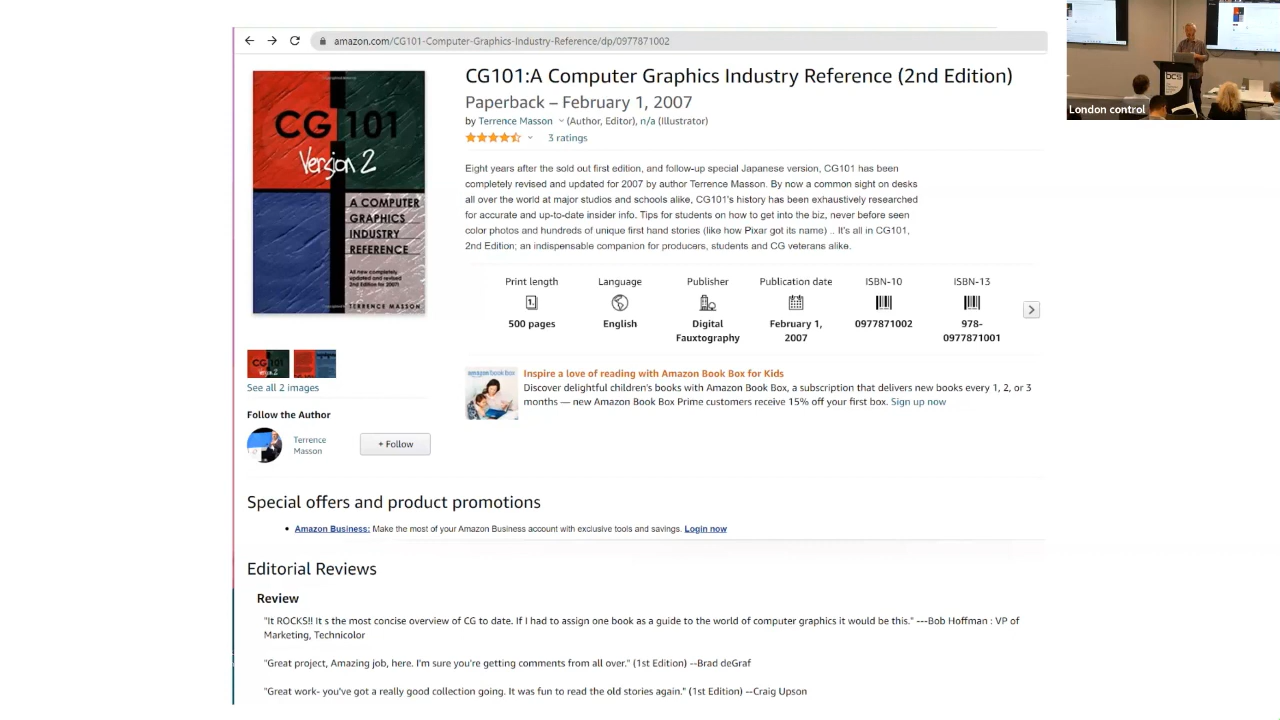 amazon.com/CG101-Computer-Graphics-Industry-Reference/dp/0977871002
CG 101
Version 2
A COMPUTER
GRAPHICS
INDUSTRY
REFERENCE
All new completely,
updated and revised
2nd Edition for 2007!
TERRENCE MASSON
See all 2 images
Follow the Author
Terrence
Masson
+ Follow
CG101:A Computer Graphics Industry Reference (2nd Edition)
Paperback – February 1, 2007
by Terrence Masson (Author, Editor), n/a (Illustrator)
3 ratings
Eight years after the sold out first edition, and follow-up special Japanese version, CG101 has been
completely revised and updated for 2007 by author Terrence Masson. By now a common sight on desks
all over the world at major studios and schools alike, CG101's history has been exhaustively researched
for accurate and up-to-date insider info. Tips for students on how to get into the biz, never before seen
color photos and hundreds of unique first hand stories (like how Pixar got its name) .. It's all in CG101,
2nd Edition; an indispensable companion for producers, students and CG veterans alike.
Print length
500 pages
Language
English
Publisher
Digital
Fauxtography
Publication date
February 1,
2007
ISBN-10
0977871002
ISBN-13
978-
0977871001
amazon book box
Inspire a love of reading with Amazon Book Box for Kids
Discover delightful children's books with Amazon Book Box, a subscription that delivers new books every 1, 2, or 3
months — new Amazon Book Box Prime customers receive 15% off your first box. Sign up now
Special offers and product promotions
Amazon Business: Make the most of your Amazon Business account with exclusive tools and savings. Login now
Editorial Reviews
Review
"It ROCKS!! It s the most concise overview of CG to date. If I had to assign one book as a guide to the world of computer graphics it would be this." ---Bob Hoffman : VP of
Marketing, Technicolor
"Great project, Amazing job, here. I'm sure you're getting comments from all over." (1st Edition) --Brad deGraf
"Great work- you've got a really good collection going. It was fun to read the old stories again." (1st Edition) --Craig Upson
bcs
London control